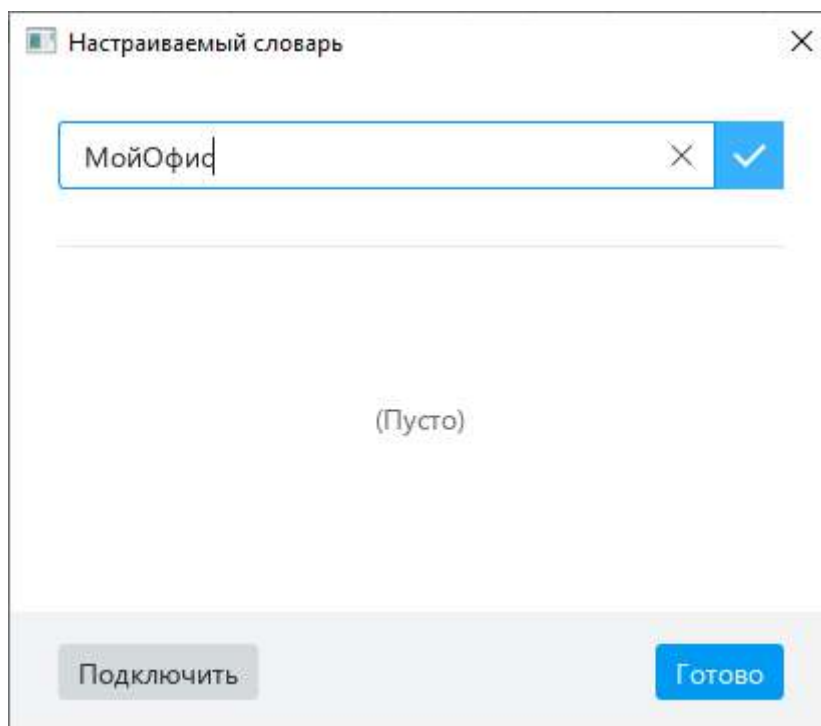 Настраиваемый словарь
МойОфис
(Пусто)
Подключить
Готово